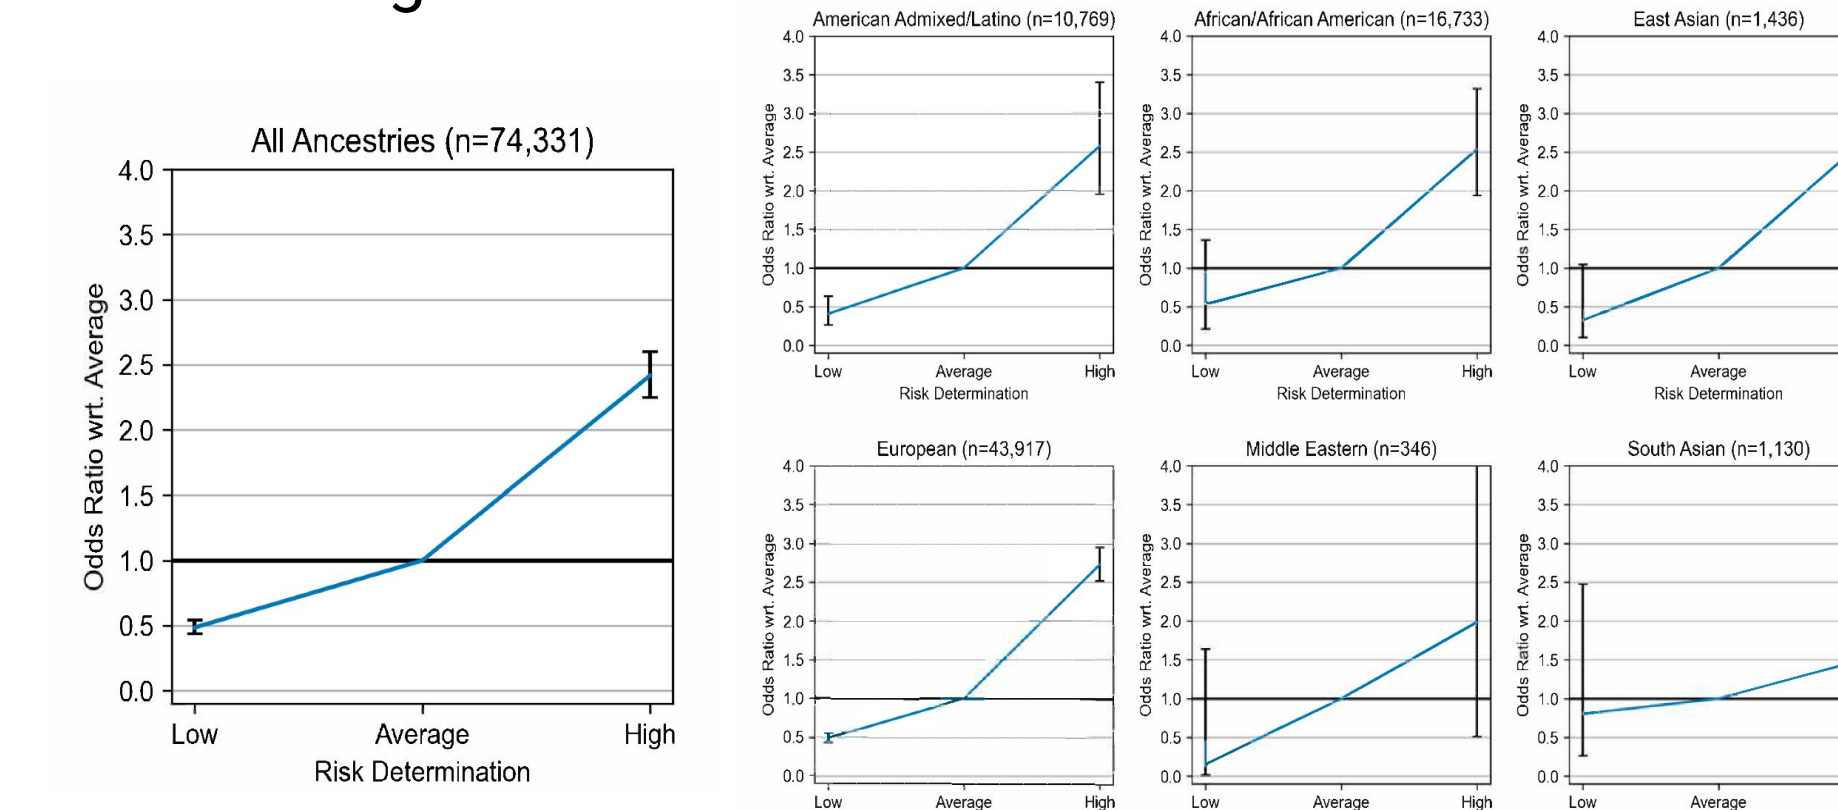 All Ancestries (n=74,331)
4.0
3.5
3.0
2.5
2.0
1.5
1.0
0.5
0.0
Odds Ratio wrt. Average
Low Average High
Risk Determination
American Admixed/Latino (n=10,769)
4.0
3.5
3.0
2.5
2.0
1.5
1.0
0.5
0.0
Odds Ratio wrt. Average
Low Average High
Risk Determination
African/African American (n=16,733)
4.0
3.5
3.0
2.5
2.0
1.5
1.0
0.5
0.0
Odds Ratio wrt. Average
Low Average High
Risk Determination
East Asian (n=1,436)
4.0
3.5
3.0
2.5
2.0
1.5
1.0
0.5
0.0
Odds Ratio wrt. Average
Low Average
Risk Determination
European (n=43,917)
4.0
3.5
3.0
2.5
2.0
1.5
1.0
0.5
0.0
Odds Ratio wrt. Average
Low Average High
Middle Eastern (n=346)
4.0
3.5
3.0
2.5
2.0
1.5
1.0
0.5
0.0
Odds Ratio wrt. Average
Low Average High
South Asian (n=1,130)
4.0
3.5
3.0
2.5
2.0
1.5
1.0
0.5
0.0
Odds Ratio wrt. Average
Low Average